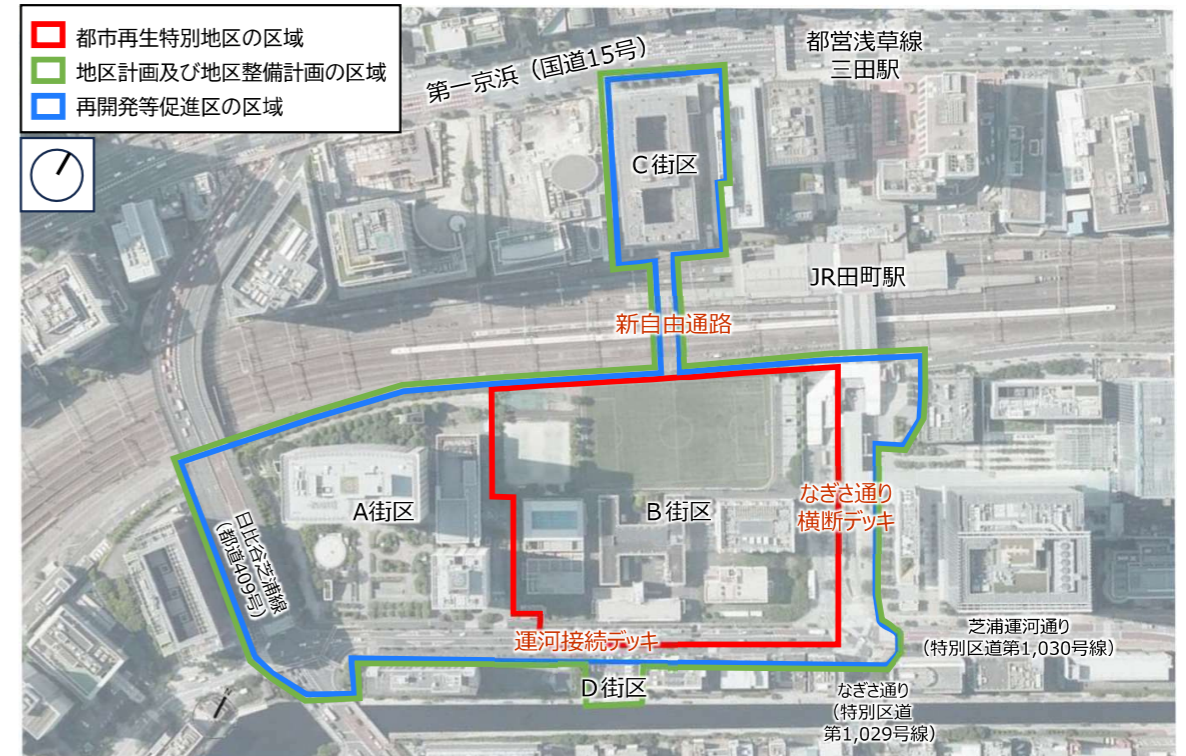 都市再生特別地区の区域
地区計画及び地区整備計画の区域
再開発等促進区の区域
第一京浜（国道15号）
都営浅草線
三田駅
C街区
JR田町駅
新自由通路
A街区
B街区
なぎさ通り
横断デッキ
日比谷芝浦線
（都道409号）
運河接続デッキ
芝浦運河通り
（特別区道第1,030号線）
D街区
なぎさ通り
（特別区道
第1,029号線）